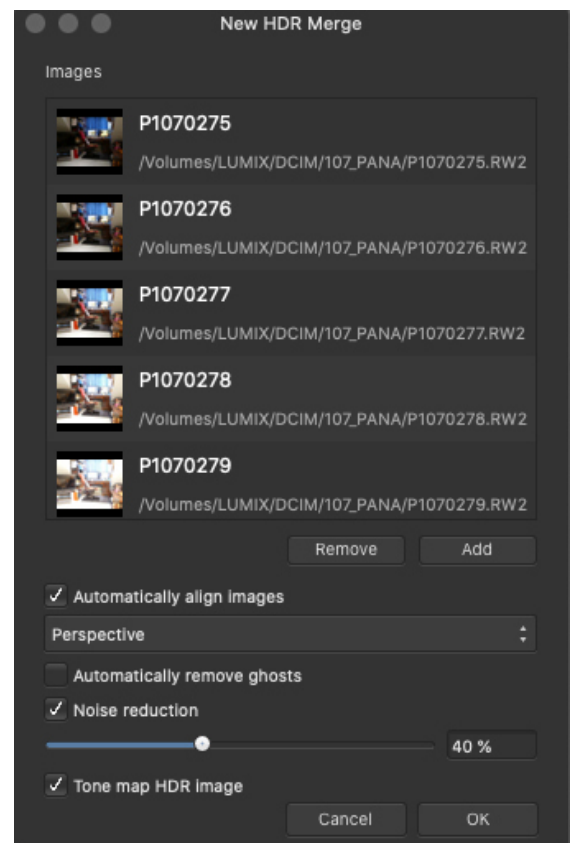 New HDR Merge
Images
P1070275
/Volumes/LUMIX/DCIM/107_PANA/P1070275.RW2
P1070276
/Volumes/LUMIX/DCIM/107_PANA/P1070276.RW2
P1070277
/Volumes/LUMIX/DCIM/107_PANA/P1070277.RW2
P1070278
/Volumes/LUMIX/DCIM/107_PANA/P1070278.RW2
P1070279
/Volumes/LUMIX/DCIM/107_PANA/P1070279.RW2
Remove Add
Automatically align images
Perspective
Automatically remove ghosts
Noise reduction
40 %
Tone map HDR image
Cancel OK